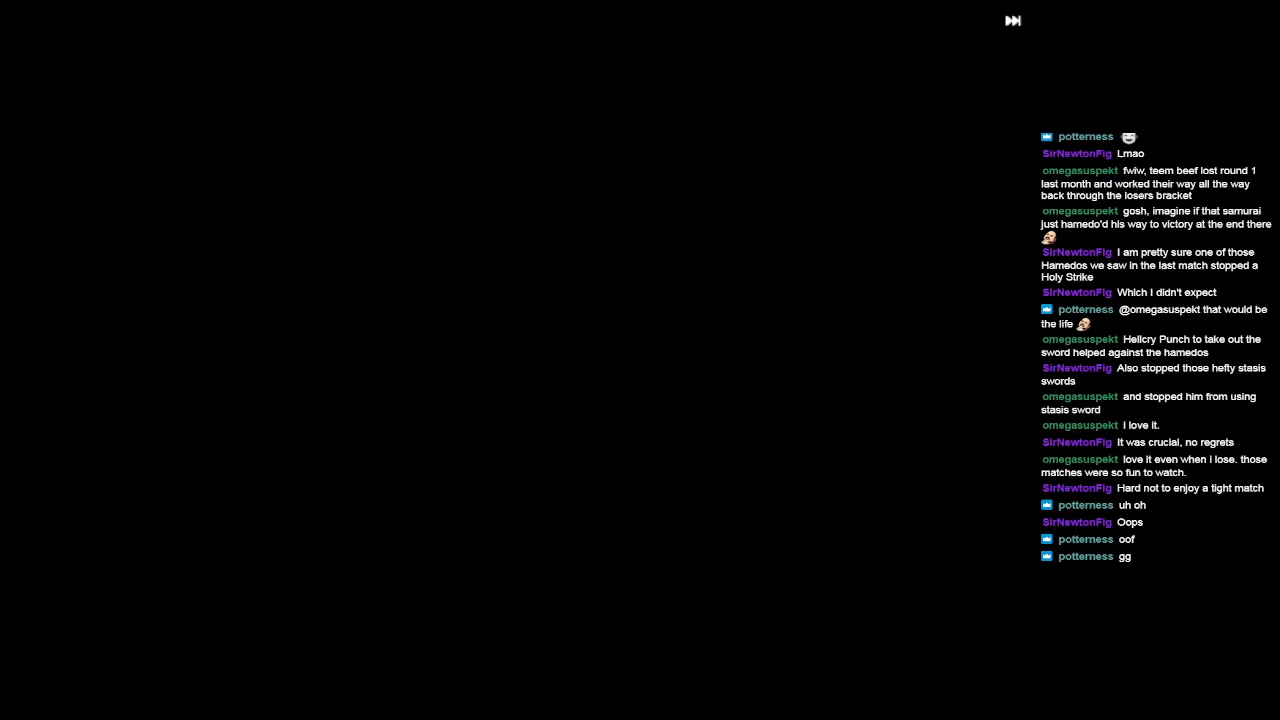 potterness
SirNewtonFig Lmao
omegasuspekt fwiw, teem beef lost round 1
last month and worked their way all the way
back through the losers bracket
omegasuspekt gosh, imagine if that samurai
just hamedo'd his way to victory at the end there
SirNewtonFig I am pretty sure one of those
Hamedos we saw in the last match stopped a
Holy Strike
SirNewtonFig Which I didn't expect
potterness @omegasuspekt that would be
the life
omegasuspekt Hellcry Punch to take out the
sword helped against the hamedos
SirNewtonFig Also stopped those hefty stasis
swords
omegasuspekt and stopped him from using
stasis sword
omegasuspekt i love it.
SirNewtonFig It was crucial, no regrets
omegasuspekt love it even when i lose. those
matches were so fun to watch.
SirNewtonFig Hard not to enjoy a tight match
potterness uh oh
SirNewtonFig Oops
potterness oof
potterness gg